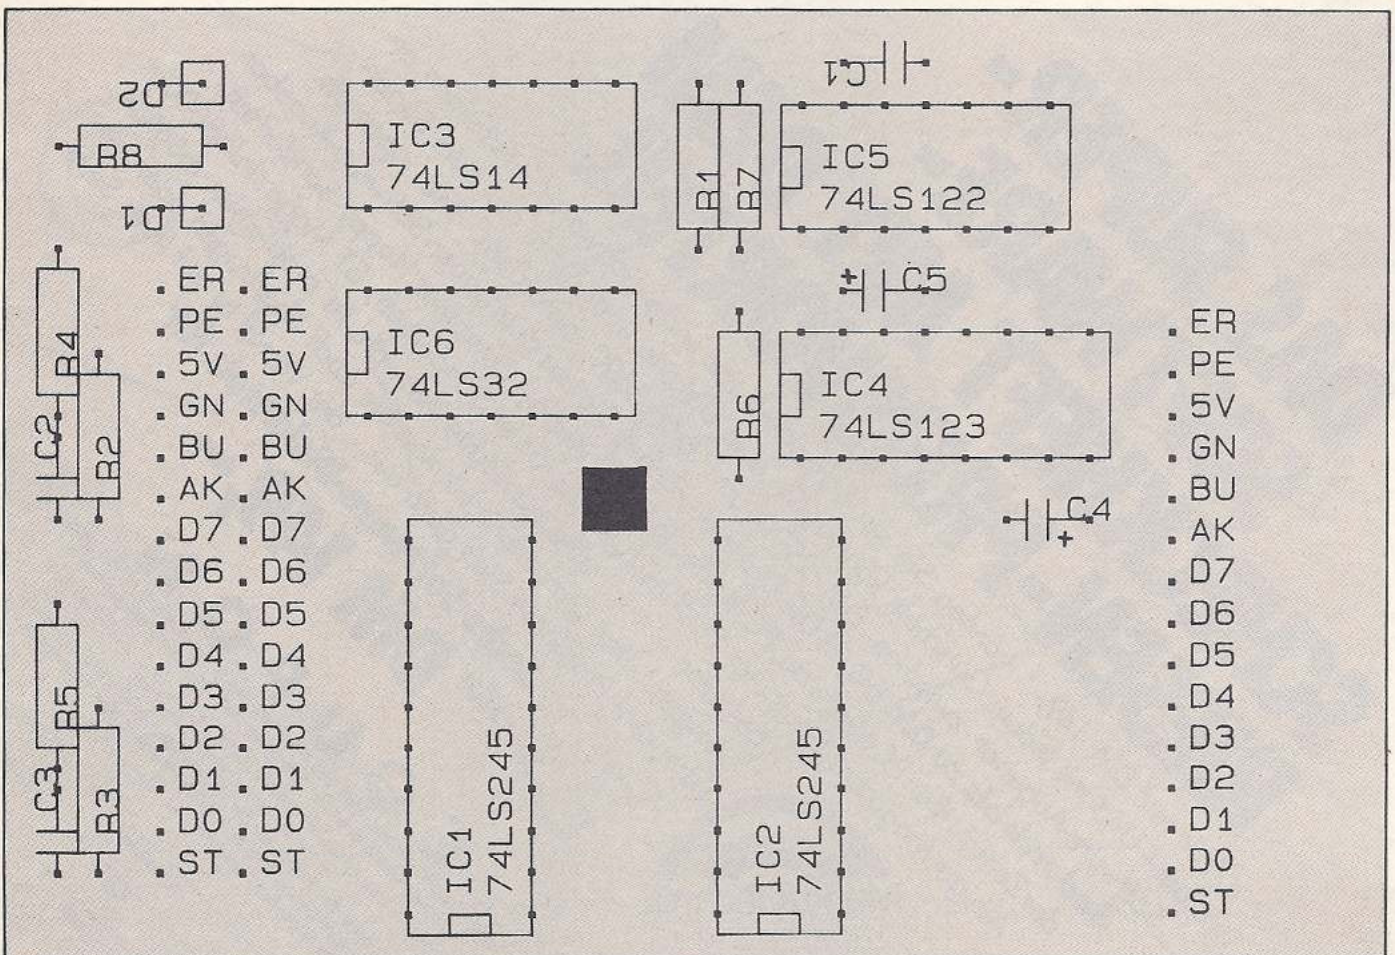 D2
R8
D1
IC3
74LS14
R1
R7
C1
IC5
74LS122
C5
R4
C2
R2
ER ER
PE PE
5V 5V
GN GN
BU BU
AK AK
D7 D7
D6 D6
D5 D5
D4 D4
D3 D3
D2 D2
D1 D1
D0 D0
ST ST
R5
C3
R3
IC6
74LS32
R6
IC4
74LS123
C4
IC1
74LS245
IC2
74LS245
ER
PE
5V
GN
BU
AK
D7
D6
D5
D4
D3
D2
D1
D0
ST